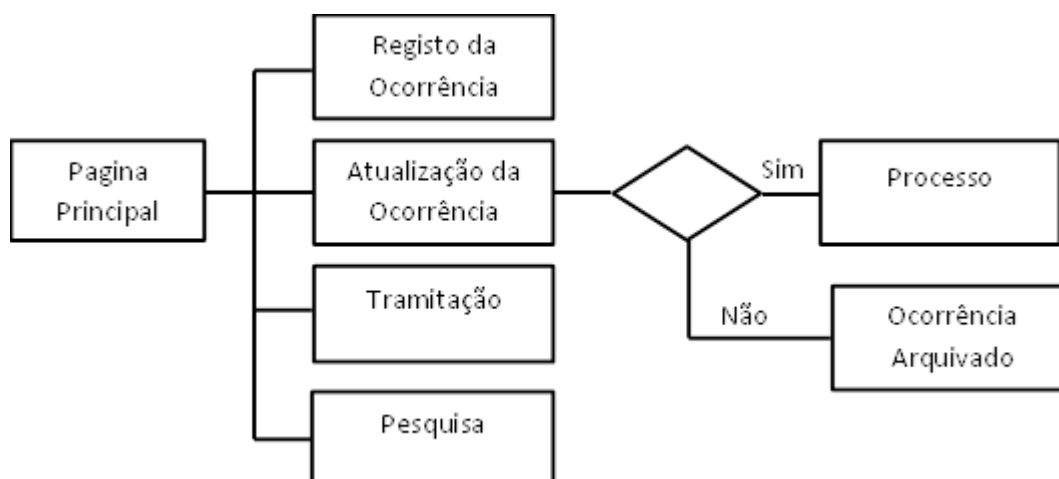 Registo da
Ocorrência
Pagina
Principal
Atualização da
Ocorrência
Sim
Processo
Tramitação
Não
Ocorrência
Arquivado
Pesquisa